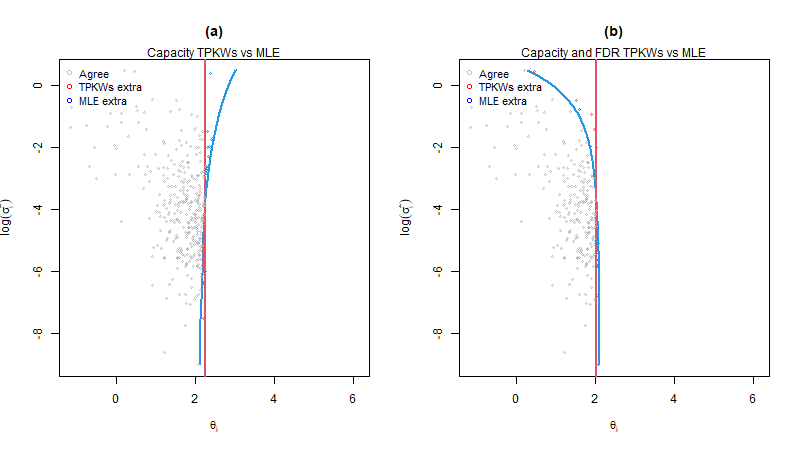 (a)
Capacity TPKWs vs MLE
Agree
TPKWs extra
MLE extra
0
-2
-4
-6
-8
log(σᵢ)
0 2 4 6
θᵢ
(b)
Capacity and FDR TPKWs vs MLE
Agree
TPKWs extra
MLE extra
0
-2
-4
-6
-8
log(σᵢ)
0 2 4 6
θᵢ